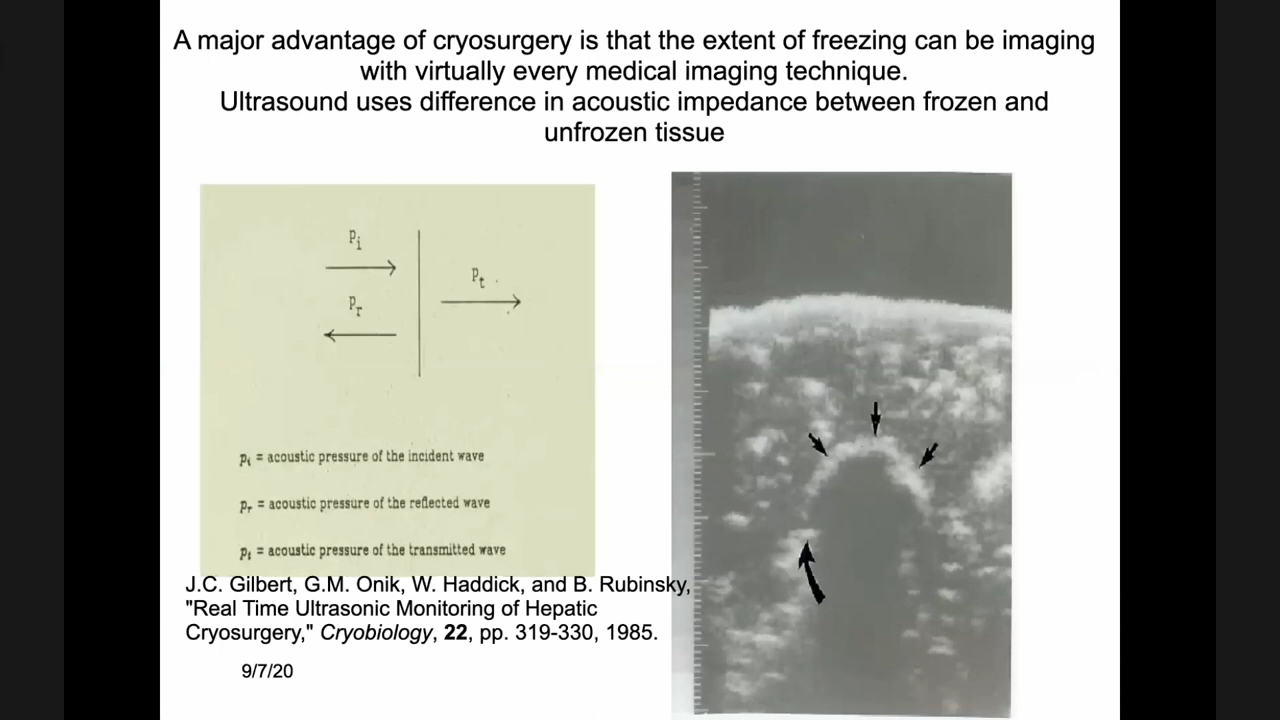 A major advantage of cryosurgery is that the extent of freezing can be imaging
with virtually every medical imaging technique.
Ultrasound uses difference in acoustic impedance between frozen and
unfrozen tissue
pi
pt
pr
pi = acoustic pressure of the incident wave
pr = acoustic pressure of the reflected wave
pt = acoustic pressure of the transmitted wave
J.C. Gilbert, G.M. Onik, W. Haddick, and B. Rubinsky,
"Real Time Ultrasonic Monitoring of Hepatic
Cryosurgery," Cryobiology, 22, pp. 319-330, 1985.
9/7/20